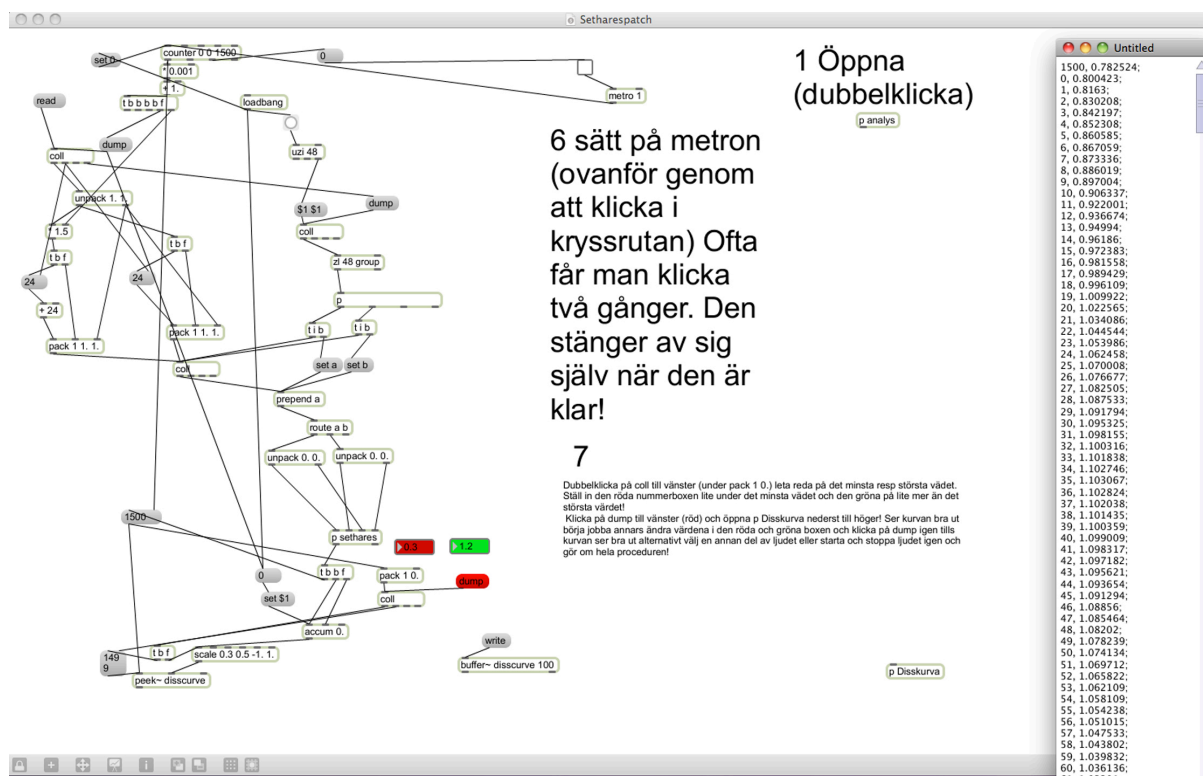 Setharespatch
set 0
counter 0 0 1500
0
* 0.001
+ 1.
metro 1
read
t b b b b f
loadbang
dump
coll
uzi 48
unpack 1. 1.
$1 $1
dump
* 1.5
coll
t b f
t b f
zl 48 group
24
24
p
+ 24
pack 1 1. 1.
t i b
t i b
pack 1 1. 1.
coll
set a
set b
prepend a
route a b
unpack 0. 0.
unpack 0. 0.
1500
p sethares
0.3
1.2
0
t b b f
pack 1 0.
dump
set $1
coll
accum 0.
149
9
t b f
scale 0.3 0.5 -1. 1.
peek~ disscurve
write
buffer~ disscurve 100
p Disskurva
1 Öppna
(dubbelklicka)
p analys
6 sätt på metron
(ovanför genom
att klicka i
kryssrutan) Ofta
får man klicka
två gånger. Den
stänger av sig
själv när den är
klar!
7
Dubbelklicka på coll till vänster (under pack 1 0.) leta reda på det minsta resp största vädet.
Ställ in den röda nummerboxen lite under det minsta vädet och den gröna på lite mer än det
största värdet!
Klicka på dump till vänster (röd) och öppna p Disskurva nederst till höger! Ser kurvan bra ut
börja jobba annars ändra värdena i den röda och gröna boxen och klicka på dump igen tills
kurvan ser bra ut alternativt välj en annan del av ljudet eller starta och stoppa ljudet igen och
gör om hela proceduren!
Untitled
1500, 0.782524;
0, 0.800423;
1, 0.8163;
2, 0.830208;
3, 0.842197;
4, 0.852308;
5, 0.860585;
6, 0.867059;
7, 0.873336;
8, 0.886019;
9, 0.897004;
10, 0.906337;
11, 0.922001;
12, 0.936674;
13, 0.94994;
14, 0.96186;
15, 0.972383;
16, 0.981558;
17, 0.989429;
18, 0.996109;
19, 1.009922;
20, 1.022565;
21, 1.034086;
22, 1.044544;
23, 1.053986;
24, 1.062458;
25, 1.070008;
26, 1.076677;
27, 1.082505;
28, 1.087533;
29, 1.091794;
30, 1.095325;
31, 1.098155;
32, 1.100316;
33, 1.101838;
34, 1.102746;
35, 1.103067;
36, 1.102824;
37, 1.102038;
38, 1.101435;
39, 1.100359;
40, 1.099009;
41, 1.098317;
42, 1.097182;
43, 1.095621;
44, 1.093654;
45, 1.091294;
46, 1.08856;
47, 1.085464;
48, 1.08202;
49, 1.078239;
50, 1.074134;
51, 1.069712;
52, 1.065822;
53, 1.062109;
54, 1.058109;
55, 1.054238;
56, 1.051015;
57, 1.047533;
58, 1.043802;
59, 1.039832;
60, 1.036136;